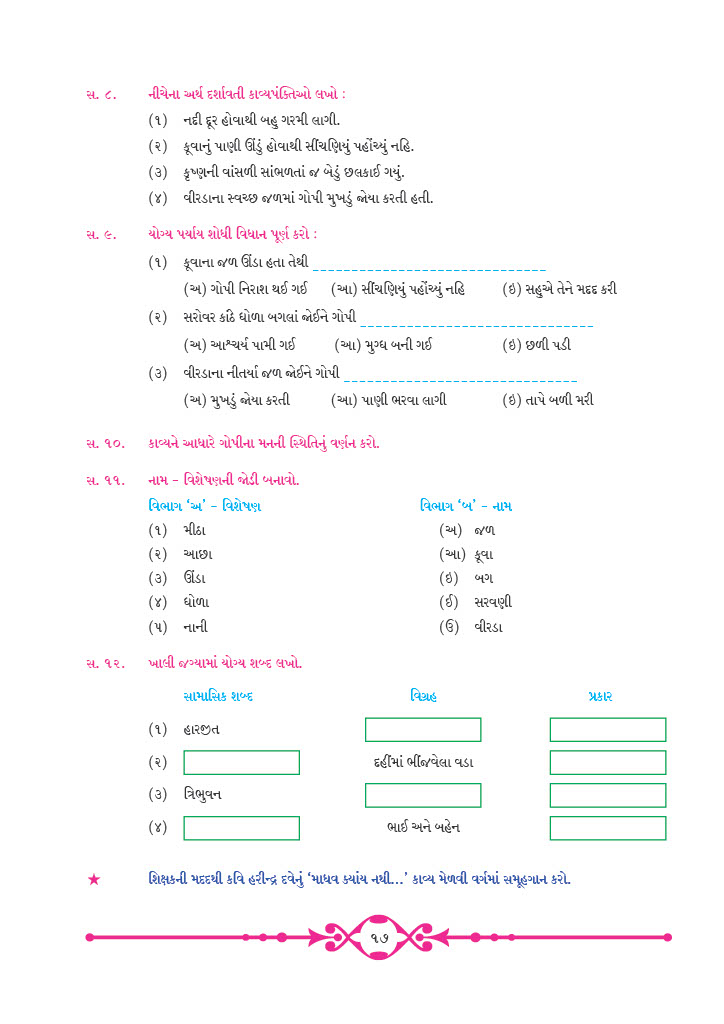 સ. ૮. નીચેના અર્થ દર્શાવતી કાવ્યપંક્તિઓ લખો :
(૧) નદી દૂર હોવાથી બહુ ગરમી લાગી.
(૨) કૂવાનું પાણી ઊંડું હોવાથી સીંચણિયું પહોંચ્યું નહિ.
(૩) કૃષ્ણની વાંસળી સાંભળતાં જ બેડું છલકાઈ ગયું.
(૪) વીરડાના સ્વચ્છ જળમાં ગોપી મુખડું જોયા કરતી હતી.
સ. ૯. યોગ્ય પર્યાય શોધી વિધાન પૂર્ણ કરો :
(૧) કૂવાના જળ ઊંડા હતા તેથી _ _ _ _ _ _ _ _ _ _ _ _ _ _ _ _ _ _ _ _
(અ) ગોપી નિરાશ થઈ ગઈ (આ) સીંચણિયું પહોંચ્યું નહિ (ઇ) સહુએ તેને મદદ કરી
(૨) સરોવર કાંઠે ધોળા બગલાં જોઈને ગોપી _ _ _ _ _ _ _ _ _ _ _ _ _ _ _ _ _ _ _ _
(અ) આશ્ચર્ય પામી ગઈ (આ) મુગ્ધ બની ગઈ (ઇ) છળી પડી
(૩) વીરડાના નીતર્યા જળ જોઈને ગોપી _ _ _ _ _ _ _ _ _ _ _ _ _ _ _ _ _ _ _ _
(અ) મુખડું જોયા કરતી (આ) પાણી ભરવા લાગી (ઇ) તાપે બળી મરી
સ. ૧૦. કાવ્યને આધારે ગોપીના મનની સ્થિતિનું વર્ણન કરો.
સ. ૧૧. નામ - વિશેષણની જોડી બનાવો.
વિભાગ ‘અ’ - વિશેષણ વિભાગ ‘બ’ - નામ
(૧) મીઠા (અ) જળ
(૨) આછા (આ) કૂવા
(૩) ઊંડા (ઇ) બગ
(૪) ધોળા (ઈ) સરવણી
(૫) નાની (ઉ) વીરડા
સ. ૧૨. ખાલી જગ્યામાં યોગ્ય શબ્દ લખો.
સામાસિક શબ્દ વિગ્રહ પ્રકાર
(૧) હારજીત
(૨) દહીંમાં ભીંજવેલા વડા
(૩) ત્રિભુવન
(૪) ભાઈ અને બહેન
★ શિક્ષકની મદદથી કવિ હરીન્દ્ર દવેનું ‘માધવ ક્યાંય નથી...’ કાવ્ય મેળવી વર્ગમાં સમૂહગાન કરો.
૧૭